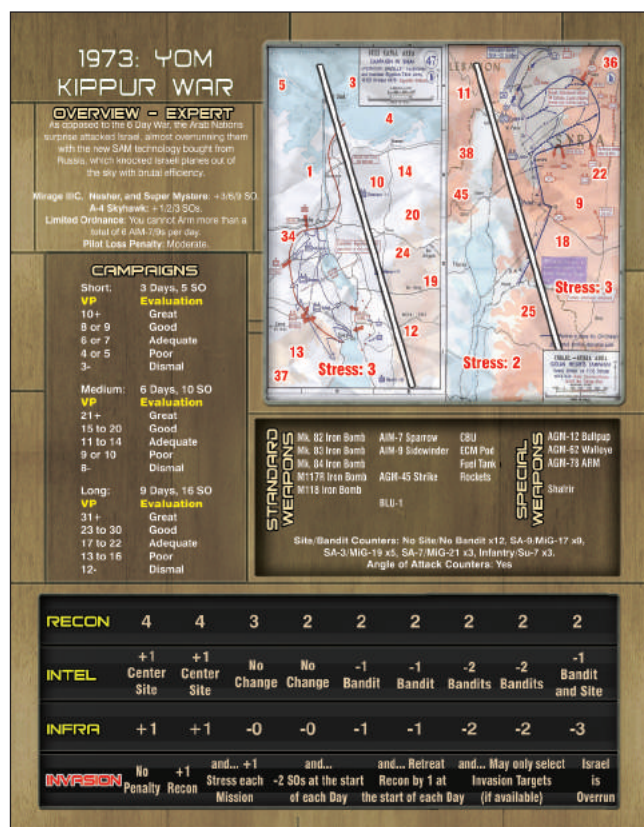 1973: YOM
KIPPUR WAR
OVERVIEW - EXPERT
As opposed to the 6 Day War, the Arab Nations
surprise attacked Israel, almost overrunning them
with the new SAM technology bought from
Russia, which knocked Israeli planes out of
the sky with brutal efficiency.
Mirage IIIC, Nesher, and Super Mystere: +3/6/9 SO.
A-4 Skyhawk: +1/2/3 SOs.
Limited Ordnance: You cannot Arm more than a
total of 6 AIM-7/9s per day.
Pilot Loss Penalty: Moderate.
CAMPAIGNS
Short: 3 Days, 5 SO
VP Evaluation
10+ Great
8 or 9 Good
6 or 7 Adequate
4 or 5 Poor
3- Dismal
Medium: 6 Days, 10 SO
VP Evaluation
21+ Great
15 to 20 Good
11 to 14 Adequate
9 or 10 Poor
8- Dismal
Long: 9 Days, 16 SO
VP Evaluation
31+ Great
23 to 30 Good
17 to 22 Adequate
13 to 16 Poor
12- Dismal
47
5
3
4
1
10
14
20
34
24
19
12
13
37
Stress: 3
LEBANON
36
11
SYRIA
38
22
45
9
18
Stress: 3
25
Stress: 2
STANDARD WEAPONS
Mk. 82 Iron Bomb AIM-7 Sparrow CBU
Mk. 83 Iron Bomb AIM-9 Sidewinder ECM Pod
Mk. 84 Iron Bomb Fuel Tank
M117R Iron Bomb AGM-45 Strike Rockets
M118 Iron Bomb
BLU-1
SPECIAL WEAPONS
AGM-12 Bullpup
AGM-62 Walleye
AGM-78 ARM
Shafrir
Site/Bandit Counters: No Site/No Bandit x12, SA-9/MiG-17 x9,
SA-3/MiG-19 x5, SA-7/MiG-21 x3, Infantry/Su-7 x3.
Angle of Attack Counters: Yes
RECON 4 4 3 2 2 2 2 2 2
INTEL +1 Center Site +1 Center Site No Change No Change -1 Bandit -1 Bandit -2 Bandits -2 Bandits -1 Bandit and Site
INFRA +1 +1 -0 -0 -1 -1 -2 -2 -3
INVASION No Penalty +1 Recon and... +1 Stress each Mission and... -2 SOs at the start of each Day and... Retreat Recon by 1 at the start of each Day and... May only select Invasion Targets (if available) Israel is Overrun